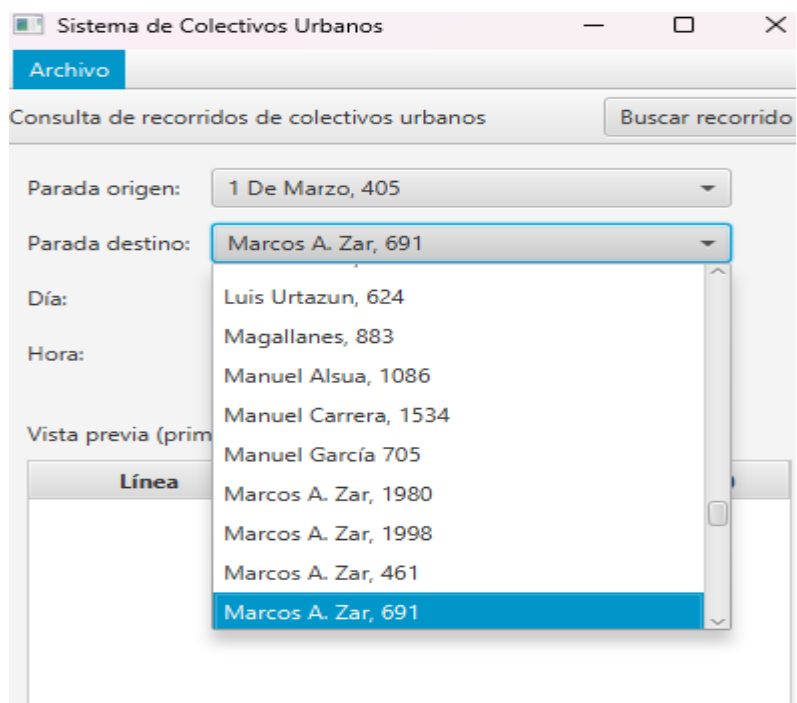 Sistema de Colectivos Urbanos
Archivo
Consulta de recorridos de colectivos urbanos
Buscar recorrido
Parada origen: 1 De Marzo, 405
Parada destino: Marcos A. Zar, 691
Día:
Hora:
Luis Urtazun, 624
Magallanes, 883
Manuel Alsua, 1086
Manuel Carrera, 1534
Manuel García 705
Marcos A. Zar, 1980
Marcos A. Zar, 1998
Marcos A. Zar, 461
Marcos A. Zar, 691
Vista previa (prim
Línea